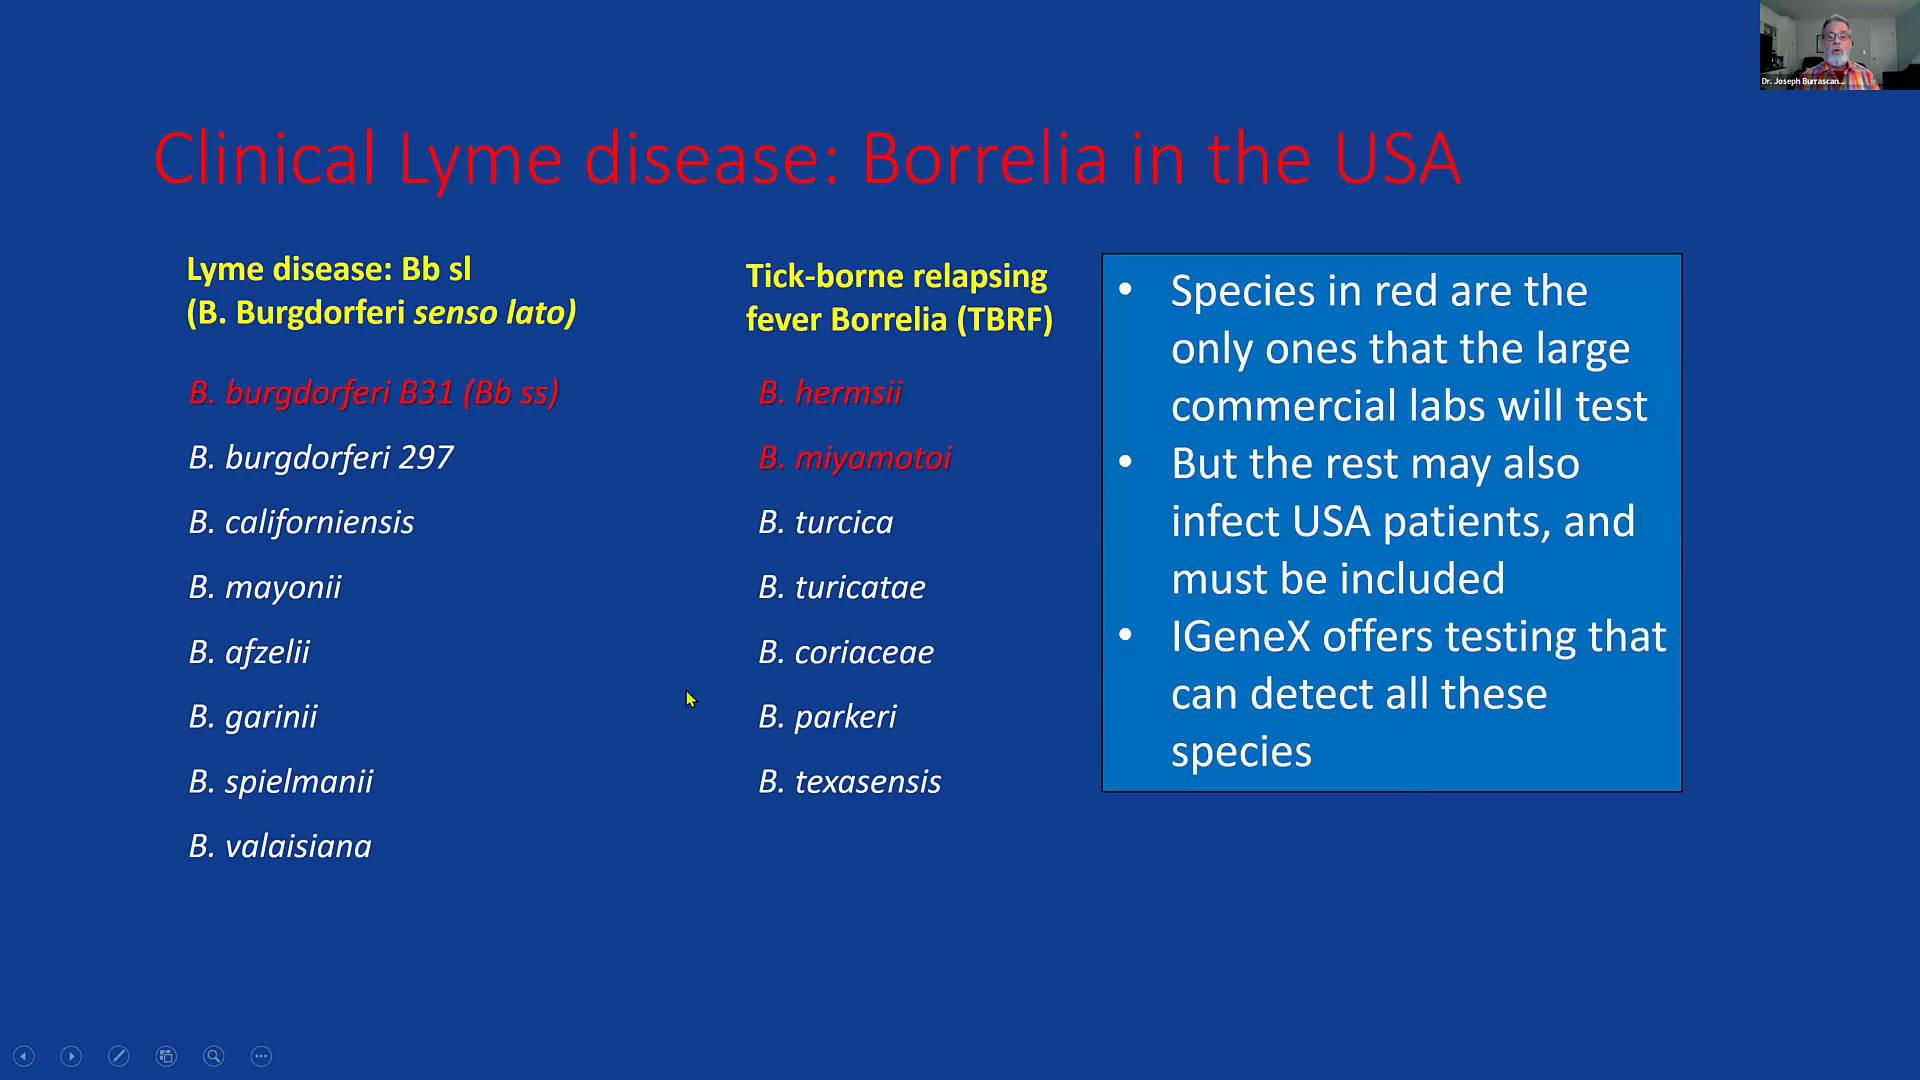 Dr. Joseph Burrascan...
Clinical Lyme disease: Borrelia in the USA
Lyme disease: Bb sl
(B. Burgdorferi senso lato)
B. burgdorferi B31 (Bb ss)
B. burgdorferi 297
B. californiensis
B. mayonii
B. afzelii
B. garinii
B. spielmanii
B. valaisiana
Tick-borne relapsing
fever Borrelia (TBRF)
B. hermsii
B. miyamotoi
B. turcica
B. turicatae
B. coriaceae
B. parkeri
B. texasensis
• Species in red are the
only ones that the large
commercial labs will test
• But the rest may also
infect USA patients, and
must be included
• IGeneX offers testing that
can detect all these
species